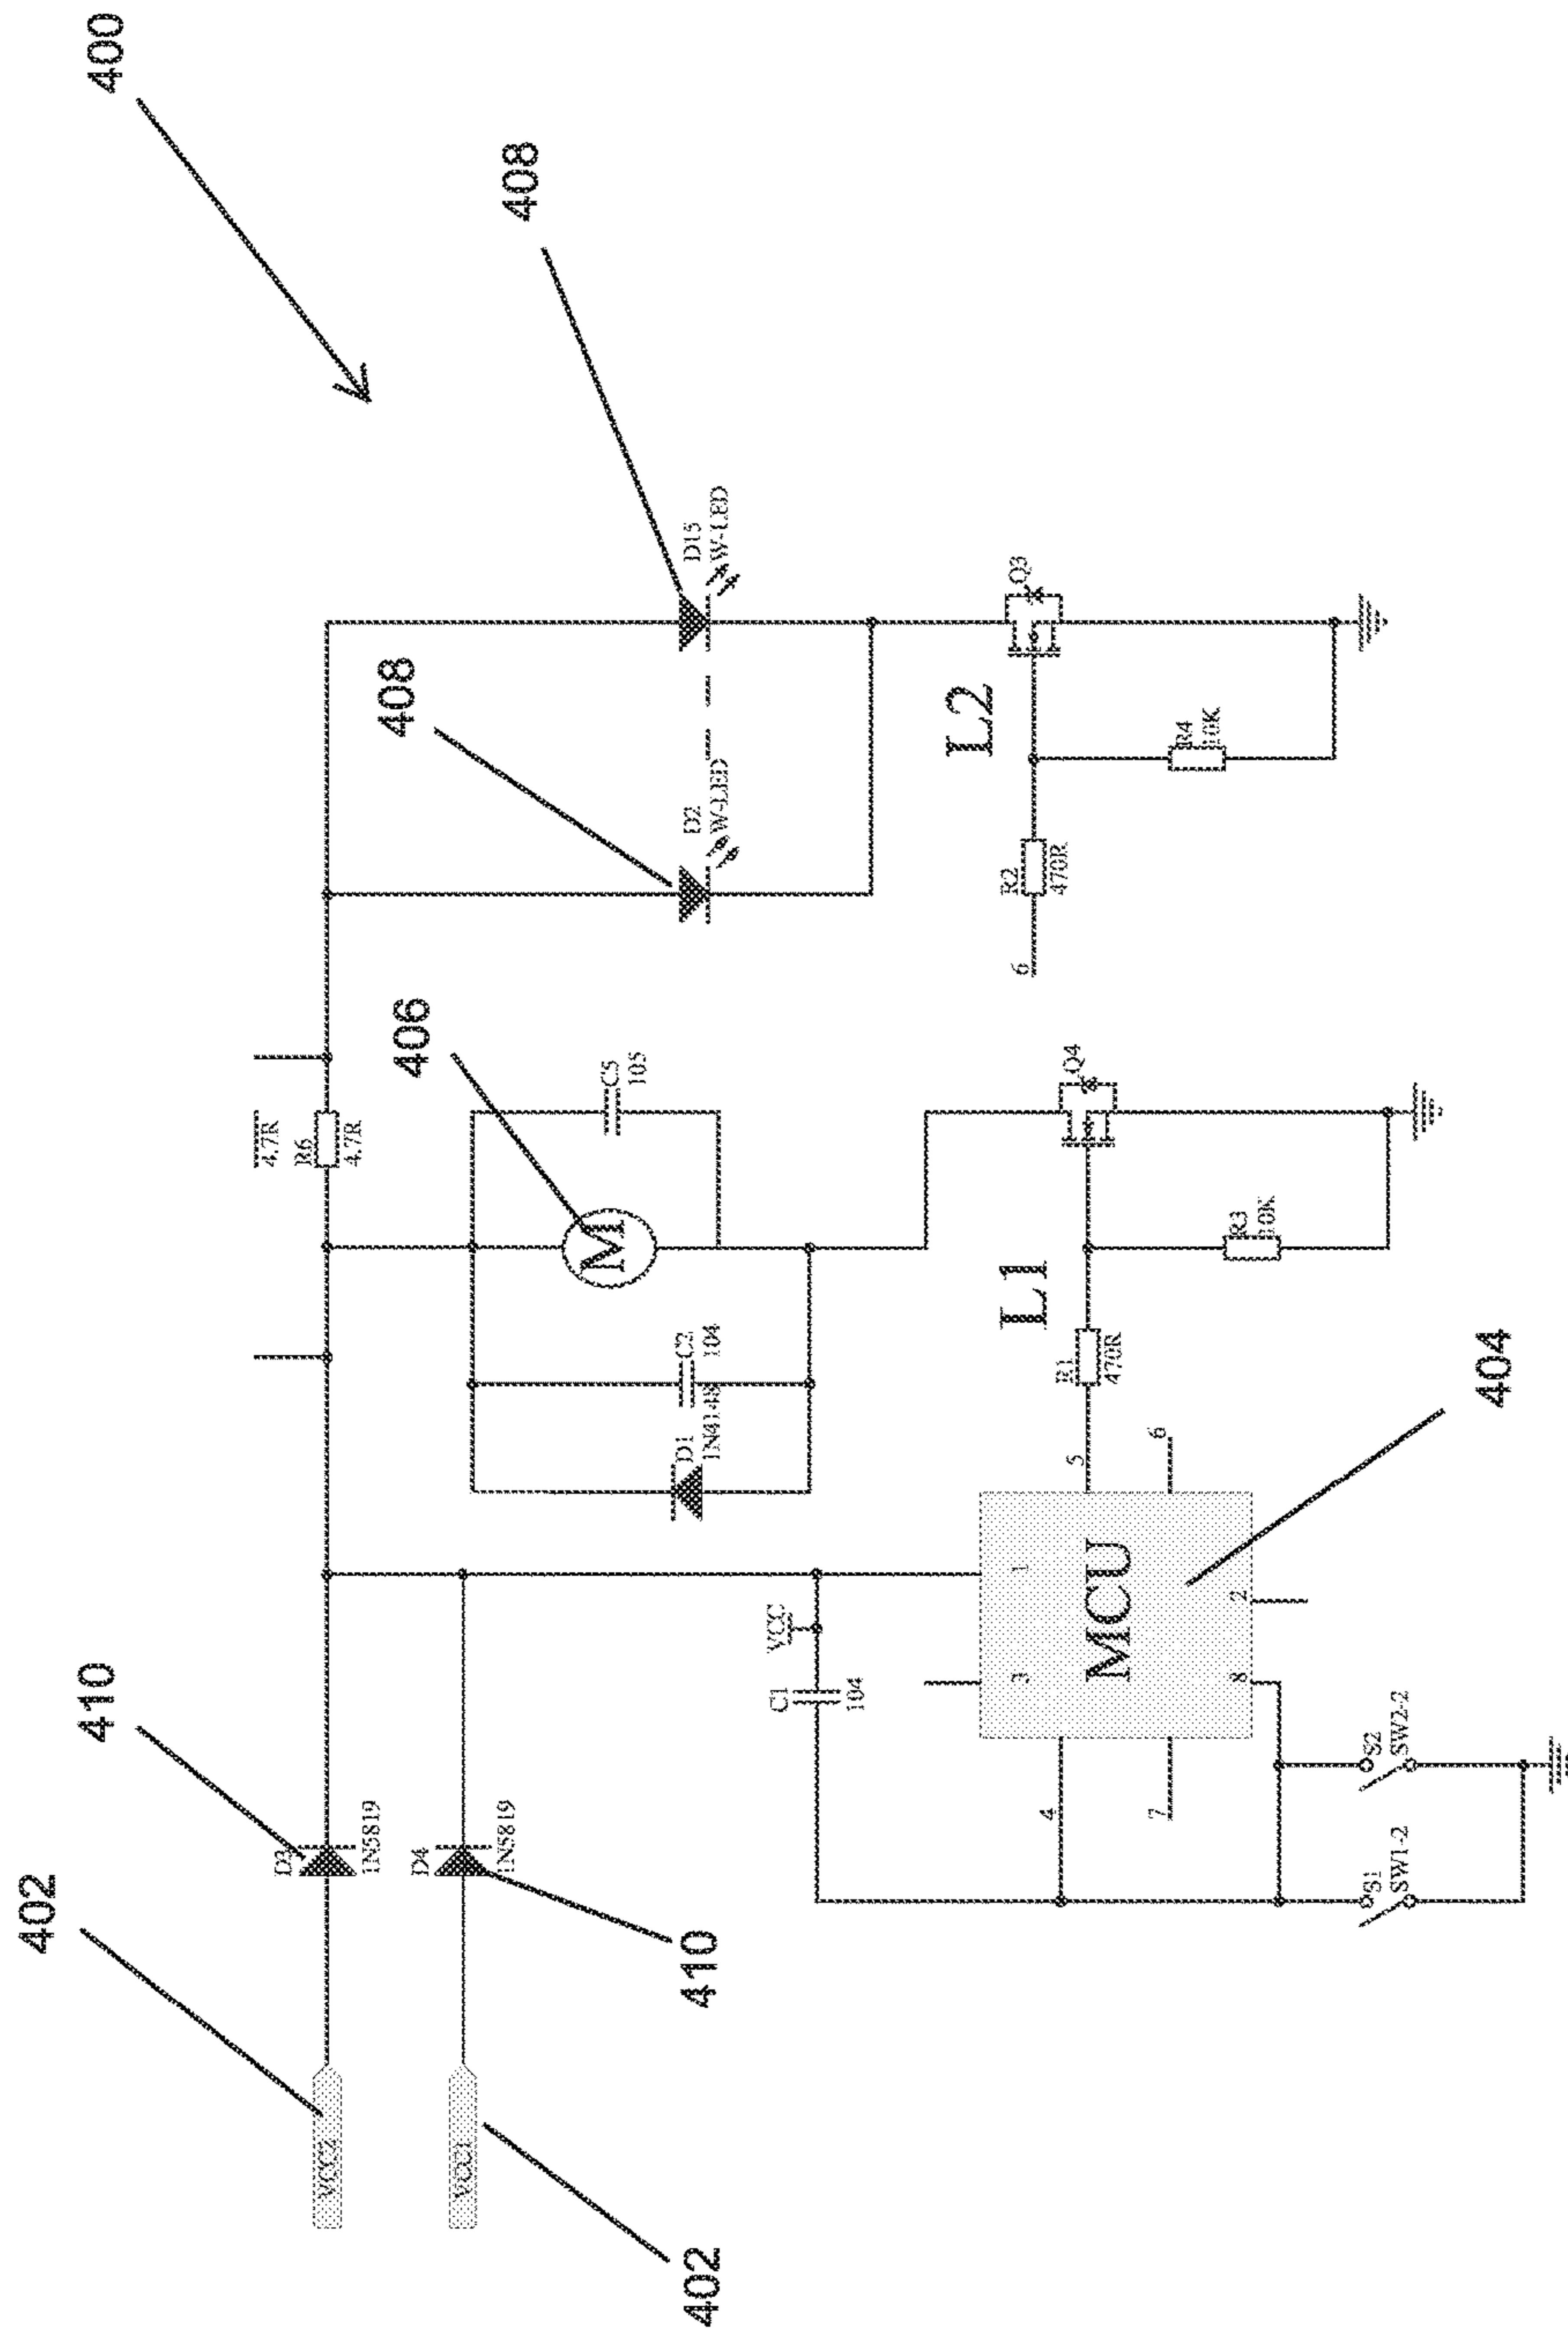 400
402
VCC2
D3
1N5819
410
402
VCC1
D4
1N5819
410
4.7R
R6
4.7R
406
M
C5
105
C2
104
D1
1N4148
408
D2
W-LED
408
D15
W-LED
VCC
C1
104
MCU
1
2
3
4
5
6
7
8
404
L1
R1
470R
R3
10K
Q4
L2
6
R2
470R
R4
10K
Q3
S1
SW1-2
S2
SW2-2